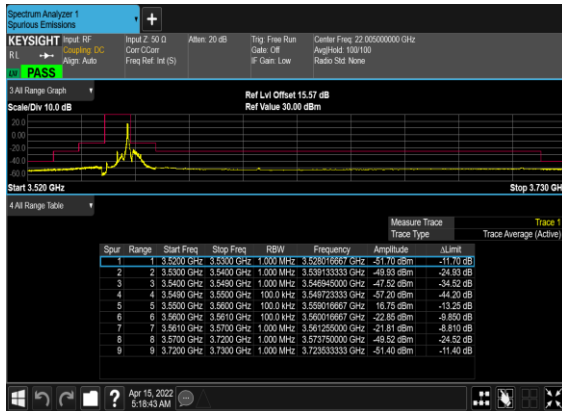 Spectrum Analyzer 1
Spurious Emissions
+
KEYSIGHT Input: RF Input Z: 50 Ω Atten: 20 dB Trig: Free Run Center Freq: 22.005000000 GHz
RL Coupling: DC Corr CCorr Gate: Off Avg|Hold: 100/100
Align: Auto Freq Ref: Int (S) IF Gain: Low Radio Std: None
PASS
3 All Range Graph Ref Lvl Offset 15.57 dB
Scale/Div 10.0 dB Ref Value 30.00 dBm
20.0
0.00
-20.0
-40.0
-60.0
Start 3.520 GHz Stop 3.730 GH
4 All Range Table
Measure Trace Trace 1
Trace Type Trace Average (Active)
Spur Range Start Freq Stop Freq RBW Frequency Amplitude ΔLimit
1 1 3.5200 GHz 3.5300 GHz 1.000 MHz 3.528016667 GHz -51.70 dBm -11.70 dB
2 2 3.5300 GHz 3.5400 GHz 1.000 MHz 3.539133333 GHz -49.93 dBm -24.93 dB
3 3 3.5400 GHz 3.5490 GHz 1.000 MHz 3.546945000 GHz -47.52 dBm -34.52 dB
4 4 3.5490 GHz 3.5500 GHz 100.0 kHz 3.549723333 GHz -57.20 dBm -44.20 dB
5 5 3.5500 GHz 3.5600 GHz 100.0 kHz 3.559016667 GHz 16.75 dBm -13.25 dB
6 6 3.5600 GHz 3.5610 GHz 100.0 kHz 3.560016667 GHz -22.85 dBm -9.850 dB
7 7 3.5610 GHz 3.5700 GHz 1.000 MHz 3.561255000 GHz -21.81 dBm -8.810 dB
8 8 3.5700 GHz 3.7200 GHz 1.000 MHz 3.573750000 GHz -49.52 dBm -24.52 dB
9 9 3.7200 GHz 3.7300 GHz 1.000 MHz 3.723533333 GHz -51.40 dBm -11.40 dB
? Apr 15, 2022
5:18:43 AM